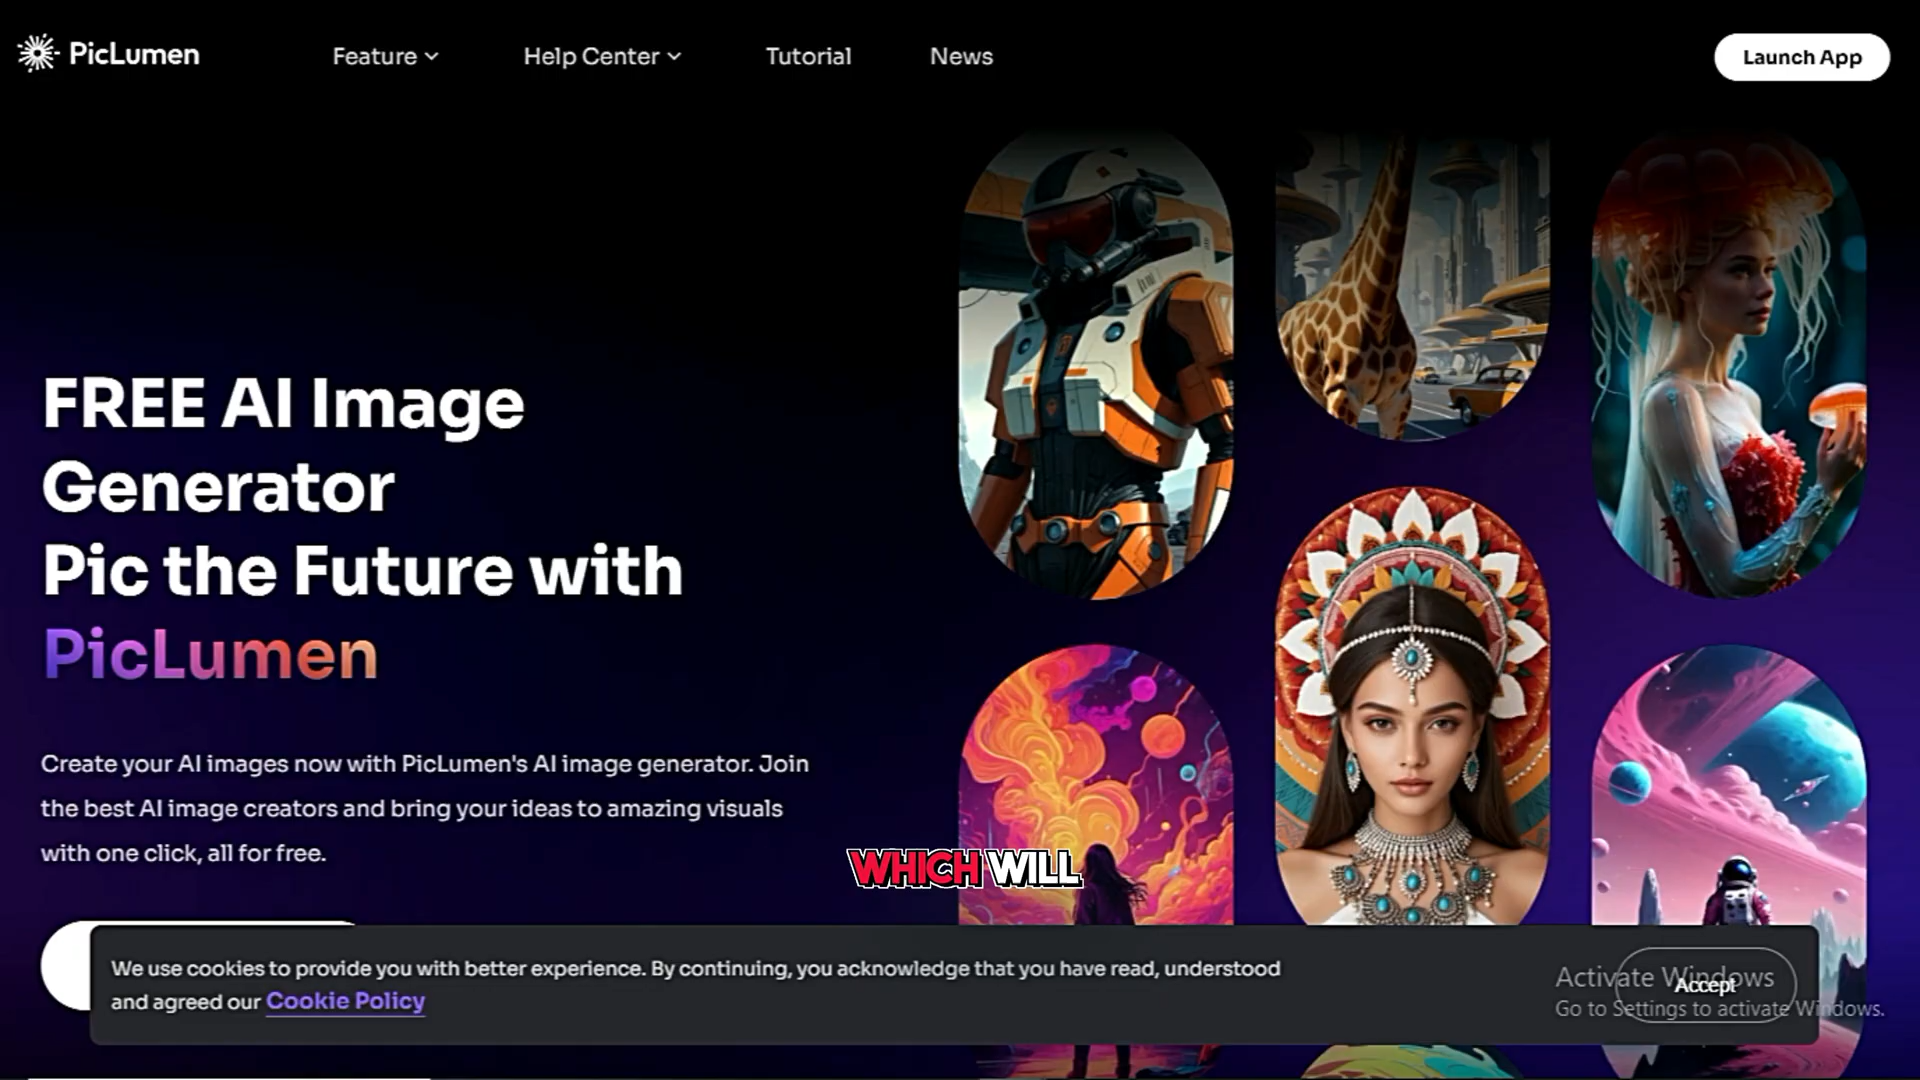 PicLumen
Feature
Help Center
Tutorial
News
Launch App
FREE AI Image
Generator
Pic the Future with
PicLumen
Create your AI images now with PicLumen's AI image generator. Join
the best AI image creators and bring your ideas to amazing visuals
with one click, all for free.
WHICH WILL
We use cookies to provide you with better experience. By continuing, you acknowledge that you have read, understood
and agreed our Cookie Policy
Accept
Activate Windows
Go to Settings to activate Windows.